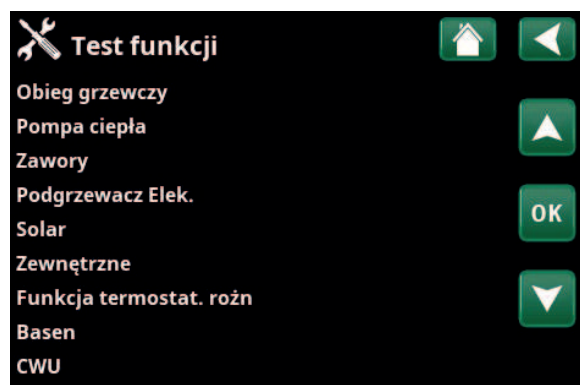 Test funkcji
Obieg grzewczy
Pompa ciepła
Zawory
Podgrzewacz Elek.
Solar
OK
Zewnętrzne
Funkcja termostat. rożn
Basen
CWU